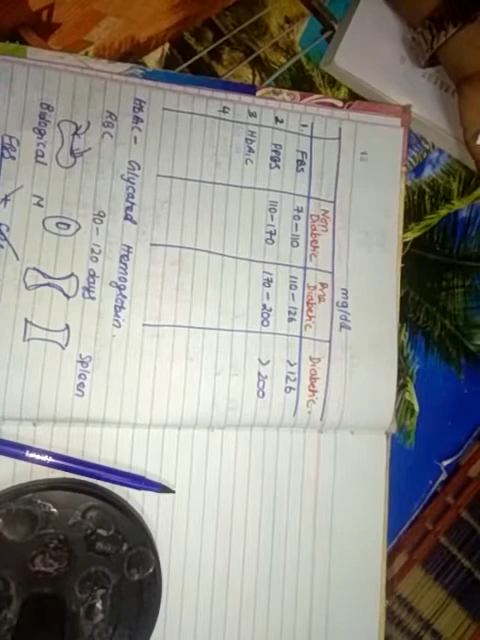 mg/dl
Non Diabetic Pre Diabetic Diabetic
1. FBS 70-110 110-126 >126
2 PPBS 110-170 170-200 >200
3 HbA1C
4
HbAC - Glycated Hemoglobin.
RBC 90-120 days Spleen
Biological N